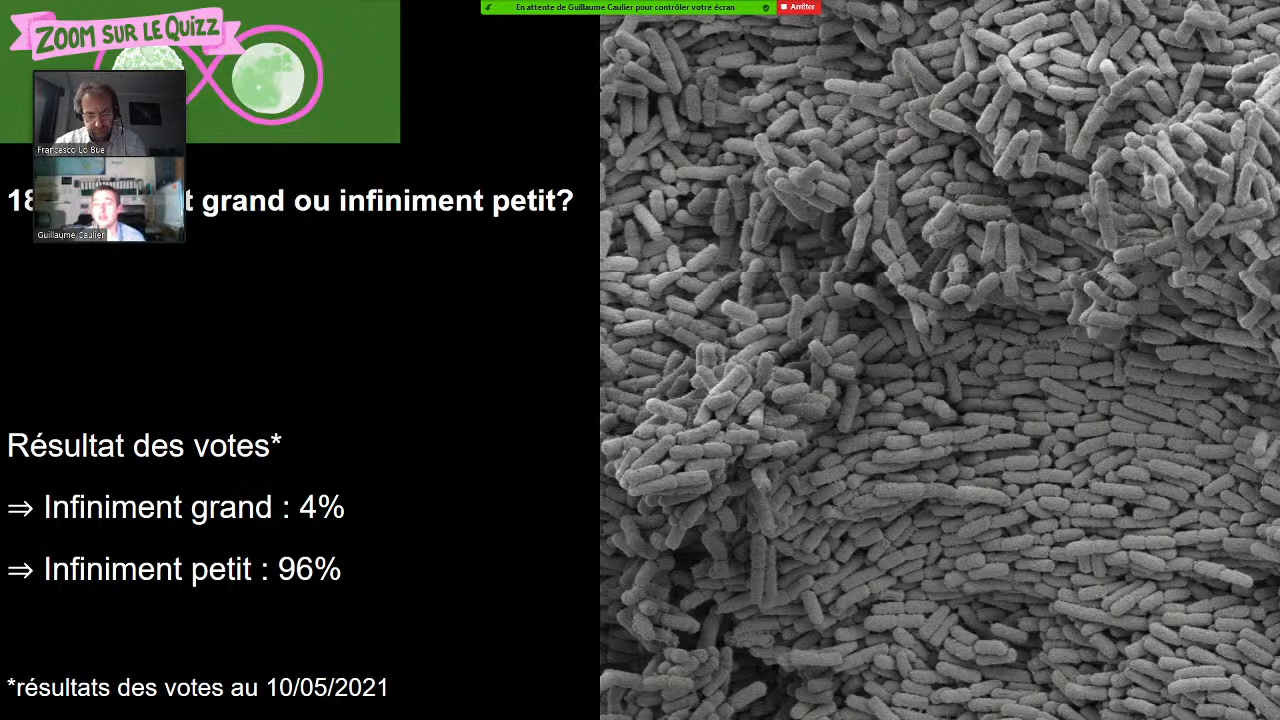 En attente de Guillaume Caulier pour contrôler votre écran
Arrêter
ZOOM SUR LE QUIZZ
Francesco Lo Bue
Guillaume Caulier
18 t grand ou infiniment petit?
Résultat des votes*
⇒ Infiniment grand : 4%
⇒ Infiniment petit : 96%
*résultats des votes au 10/05/2021